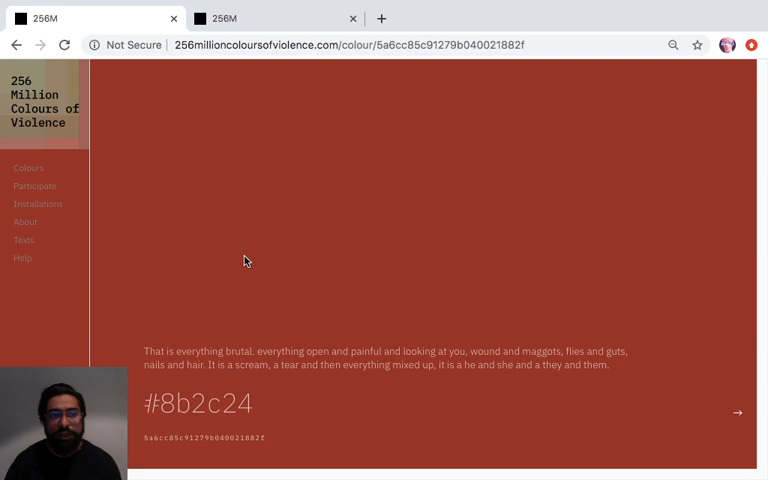 256M
256M
Not Secure
256millioncoloursofviolence.com/colour/5a6cc85c91279b040021882f
256
Million
Colours of
Violence
Colours
Participate
Installations
About
Texts
Help
That is everything brutal. everything open and painful and looking at you, wound and maggots, flies and guts,
nails and hair. It is a scream, a tear and then everything mixed up, it is a he and she and a they and them.
#8b2c24
5a6cc85c91279b040021882f